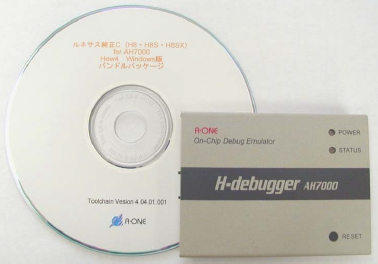 ルネサス純正C (H8・H8S・H8SX)
for AH7000
Hew4 Windows版
バンドルパッケージ
Toolchain Version 4.04.01.001
A-ONE
A-ONE
On-Chip Debug Emulator
POWER
STATUS
H-debugger AH7000
RESET